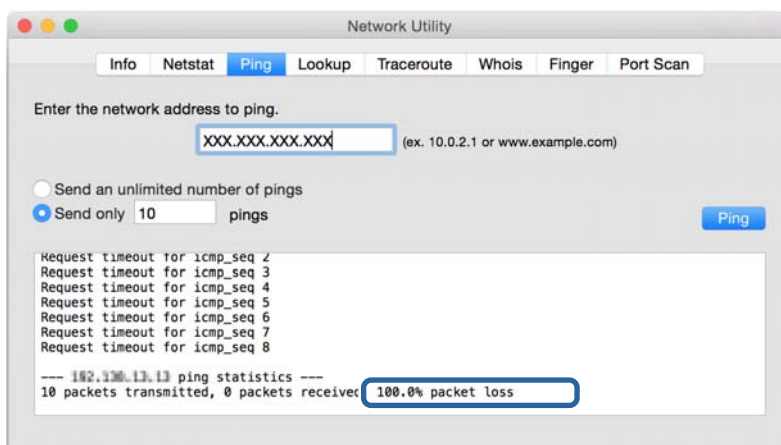 Network Utility
Info Netstat Ping Lookup Traceroute Whois Finger Port Scan
Enter the network address to ping.
XXX.XXX.XXX.XXX (ex. 10.0.2.1 or www.example.com)
Send an unlimited number of pings
Send only 10 pings
Ping
Request timeout for icmp_seq 2
Request timeout for icmp_seq 3
Request timeout for icmp_seq 4
Request timeout for icmp_seq 5
Request timeout for icmp_seq 6
Request timeout for icmp_seq 7
Request timeout for icmp_seq 8
--- ping statistics ---
10 packets transmitted, 0 packets received 100.0% packet loss